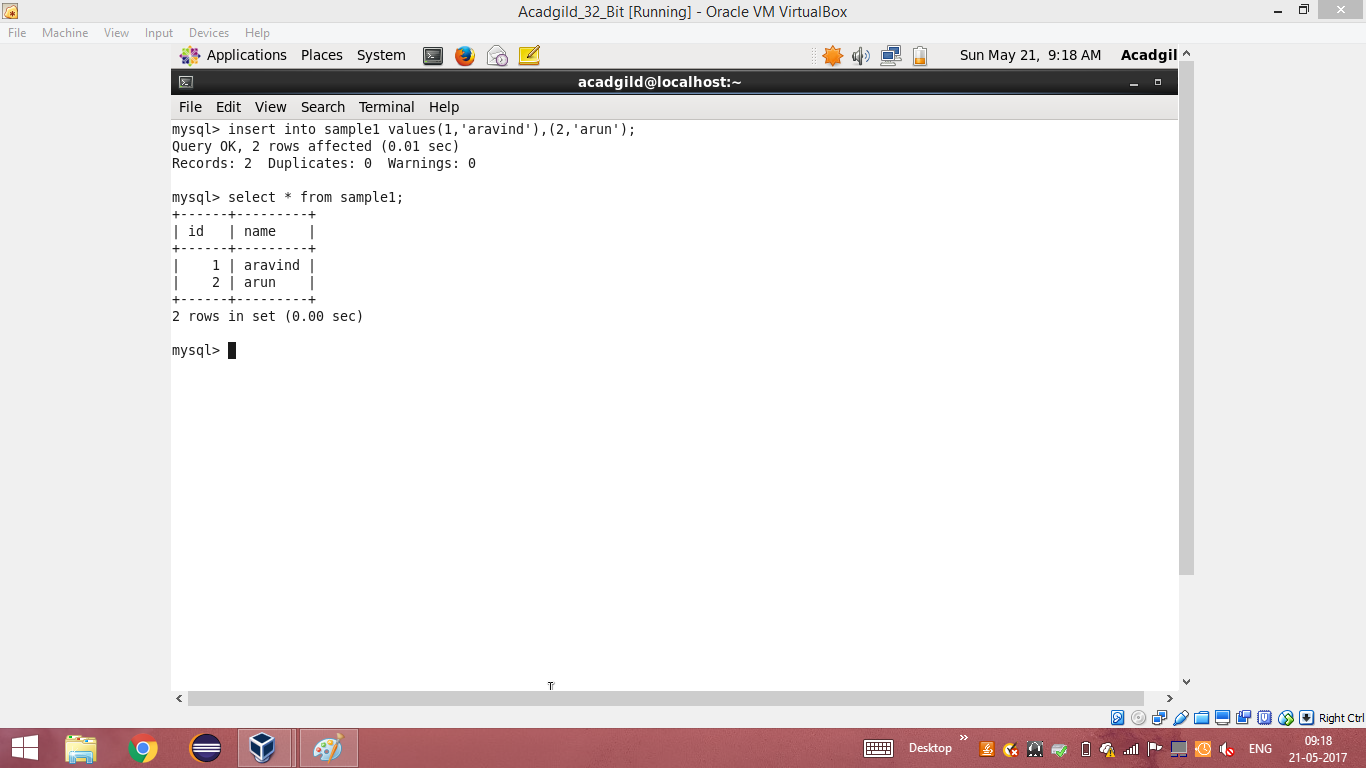 Acadgild_32_Bit [Running] - Oracle VM VirtualBox
File Machine View Input Devices Help
Applications Places System Sun May 21, 9:18 AM Acadgil
acadgild@localhost:~
File Edit View Search Terminal Help
mysql> insert into sample1 values(1,'aravind'),(2,'arun');
Query OK, 2 rows affected (0.01 sec)
Records: 2  Duplicates: 0  Warnings: 0
mysql> select * from sample1;
+------+---------+
| id   | name    |
+------+---------+
|    1 | aravind |
|    2 | arun    |
+------+---------+
2 rows in set (0.00 sec)
mysql>
Right Ctrl
Desktop » ENG 09:18
21-05-2017